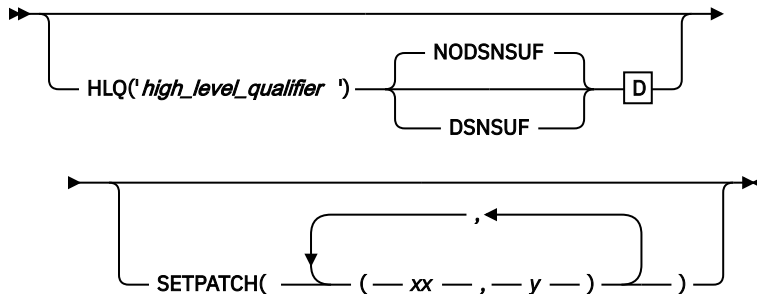 NODSNSUF
HLQ(' high_level_qualifier ') D
DSNSUF
,
SETPATCH( ( xx , y ) )